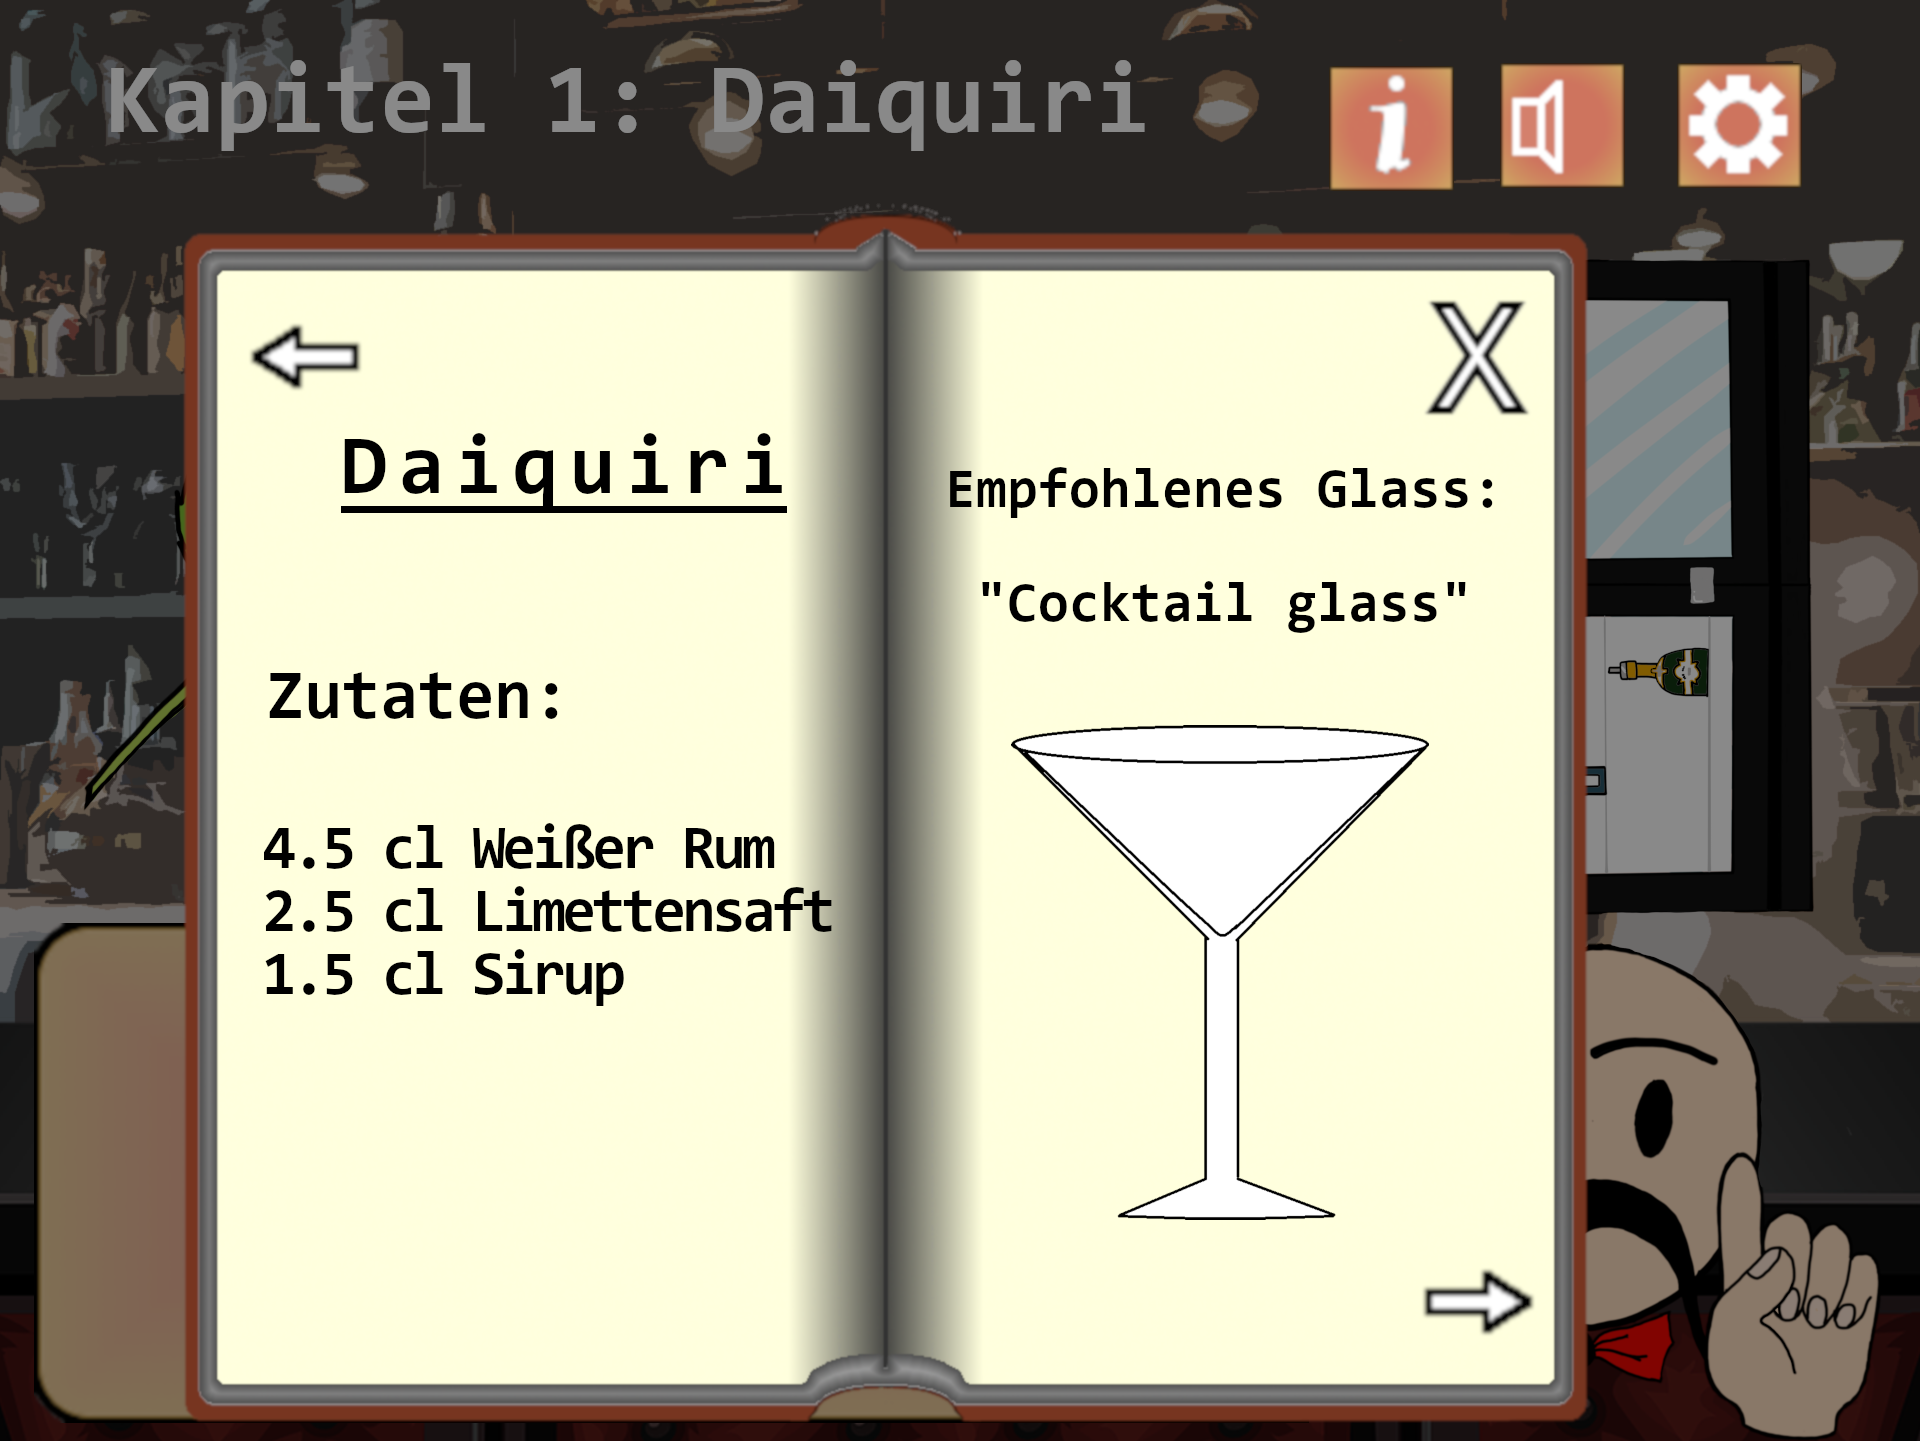 Kapitel 1: Daiquiri
i
X
Daiquiri
Zutaten:
4.5 cl Weißer Rum
2.5 cl Limettensaft
1.5 cl Sirup
Empfohlenes Glass:
"Cocktail glass"